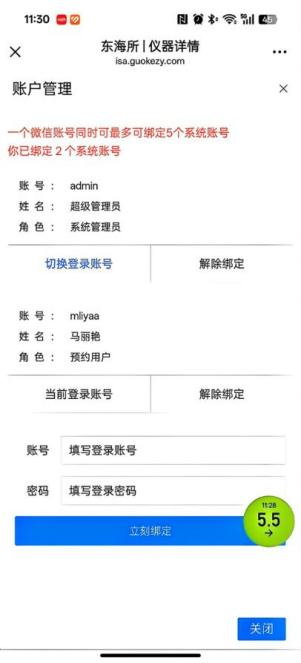 11:30
45
东海所 | 仪器详情
isa.guokezy.com
账户管理
一个微信账号同时可最多可绑定5个系统账号
你已绑定 2 个系统账号
账 号 : admin
姓 名 : 超级管理员
角 色 : 系统管理员
切换登录账号 解除绑定
账 号 : mliyaa
姓 名 : 马丽艳
角 色 : 预约用户
当前登录账号 解除绑定
账号 填写登录账号
密码 填写登录密码
11:28
5.5
立刻绑定
关闭